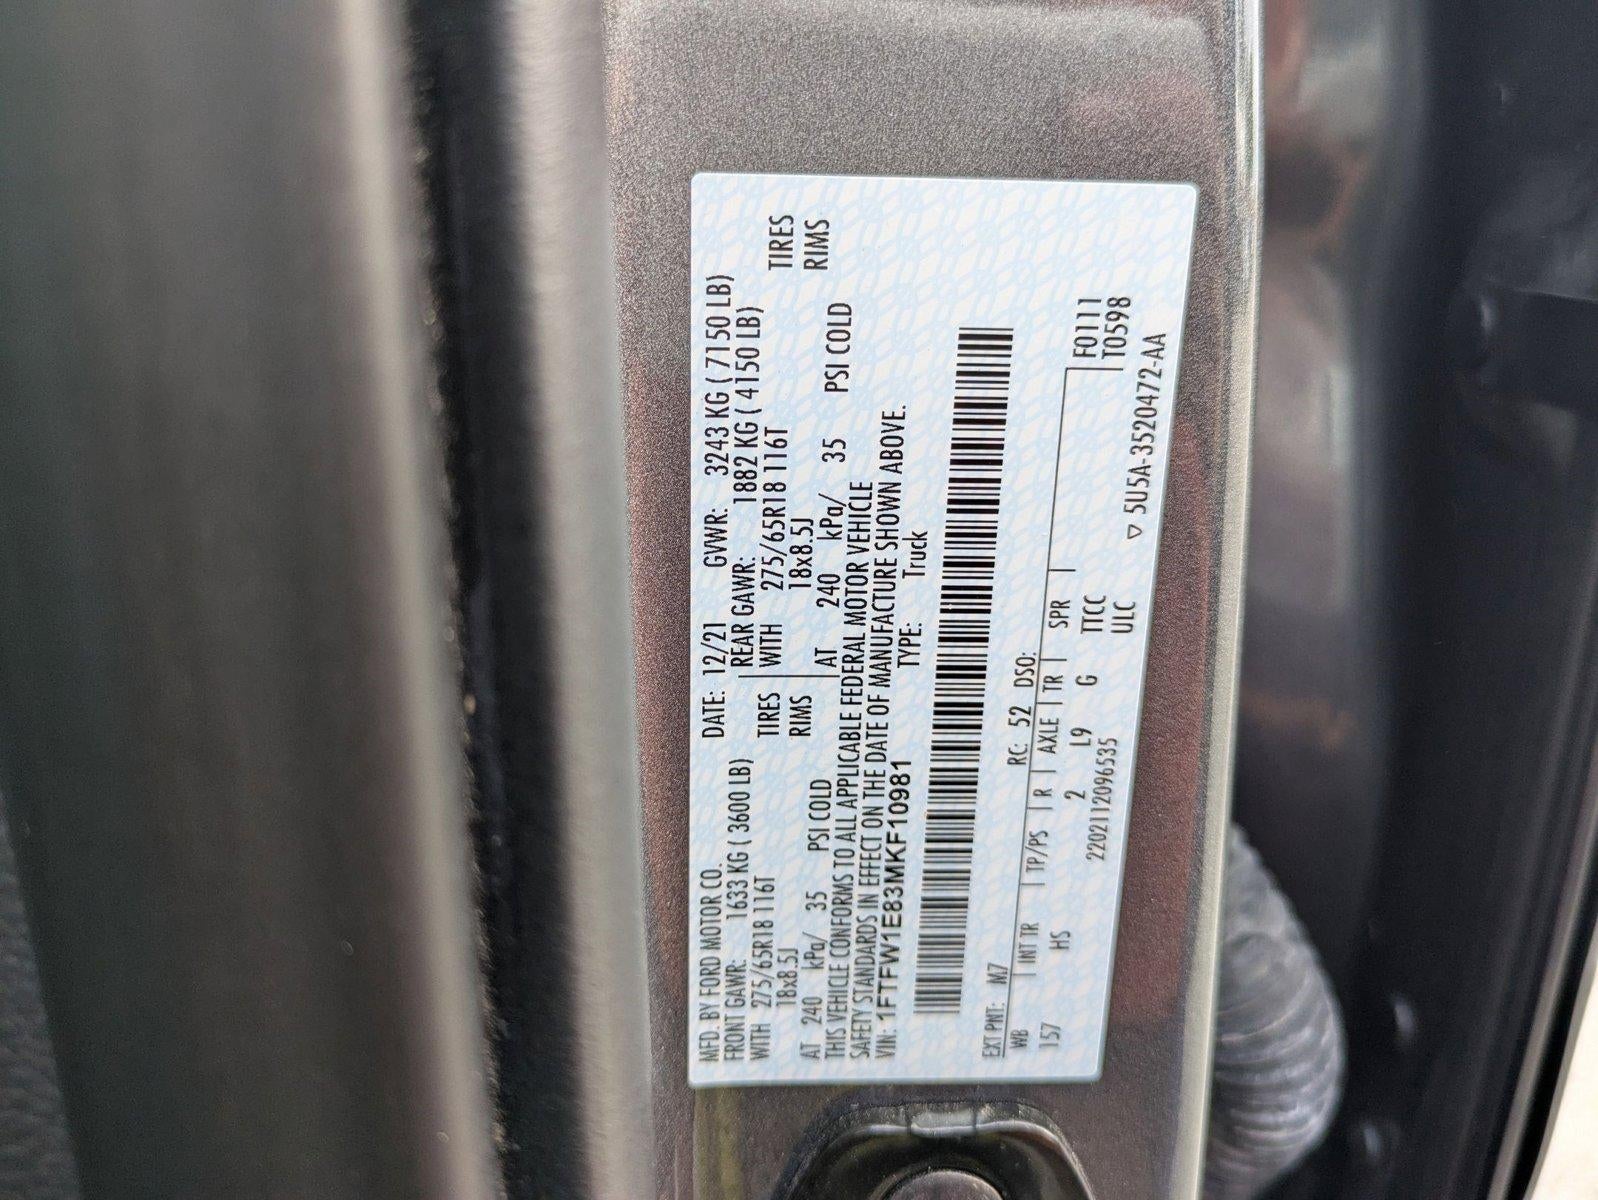 MFD. BY FORD MOTOR CO.
DATE: 12/21 GVWR: 3243 KG ( 7150 LB)
FRONT GAWR: 1633 KG ( 3600 LB)
REAR GAWR: 1882 KG ( 4150 LB)
WITH 275/65R18 116T TIRES
WITH 275/65R18 116T TIRES
18x8.5J RIMS
18x8.5J RIMS
AT 240 kPa/ 35 PSI COLD
AT 240 kPa/ 35 PSI COLD
THIS VEHICLE CONFORMS TO ALL APPLICABLE FEDERAL MOTOR VEHICLE
SAFETY STANDARDS IN EFFECT ON THE DATE OF MANUFACTURE SHOWN ABOVE.
VIN: 1FTFW1E83MKF10981 TYPE: Truck
EXT PNT: M7 RC: 52 DSO:
WB INT TR TP/PS R AXLE TR SPR
157 HS 2 L9 G TTCC
F0111
T0598
2202112096535 ULC
▽ 5U5A-3520472-AA